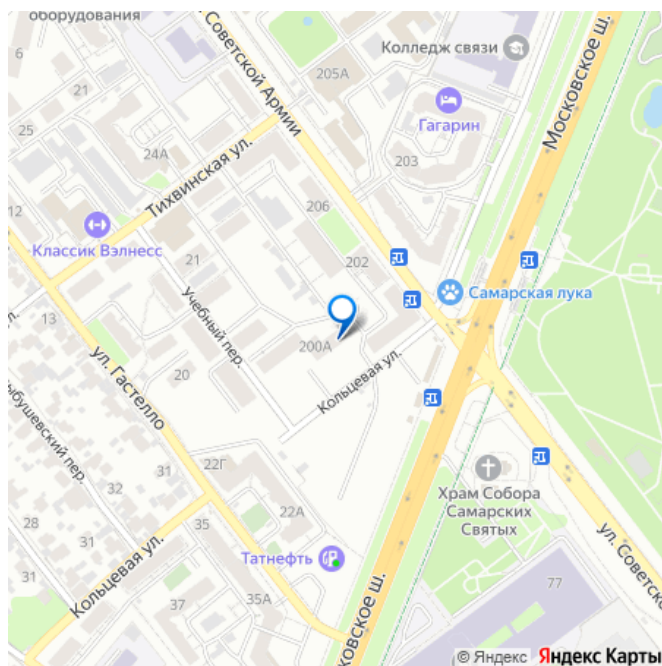 оборудования
6
21
Советской Армии
205А
Колледж связи
Московское ш.
Гагарин
25
24А
Тихвинская ул.
203
12
Классик Вэлнесс
206
21
202
Самарская лука
13
Учебный пер.
200А
ул. Гастелло
20
Кольцевая ул.
31
22Г
32
28
22А
Храм Собора
Самарских
Святых
ул. Советской
35
31
Кольцевая ул.
Татнефть
37
35А
77
Московское ш.
© Яндекс Яндекс Карты